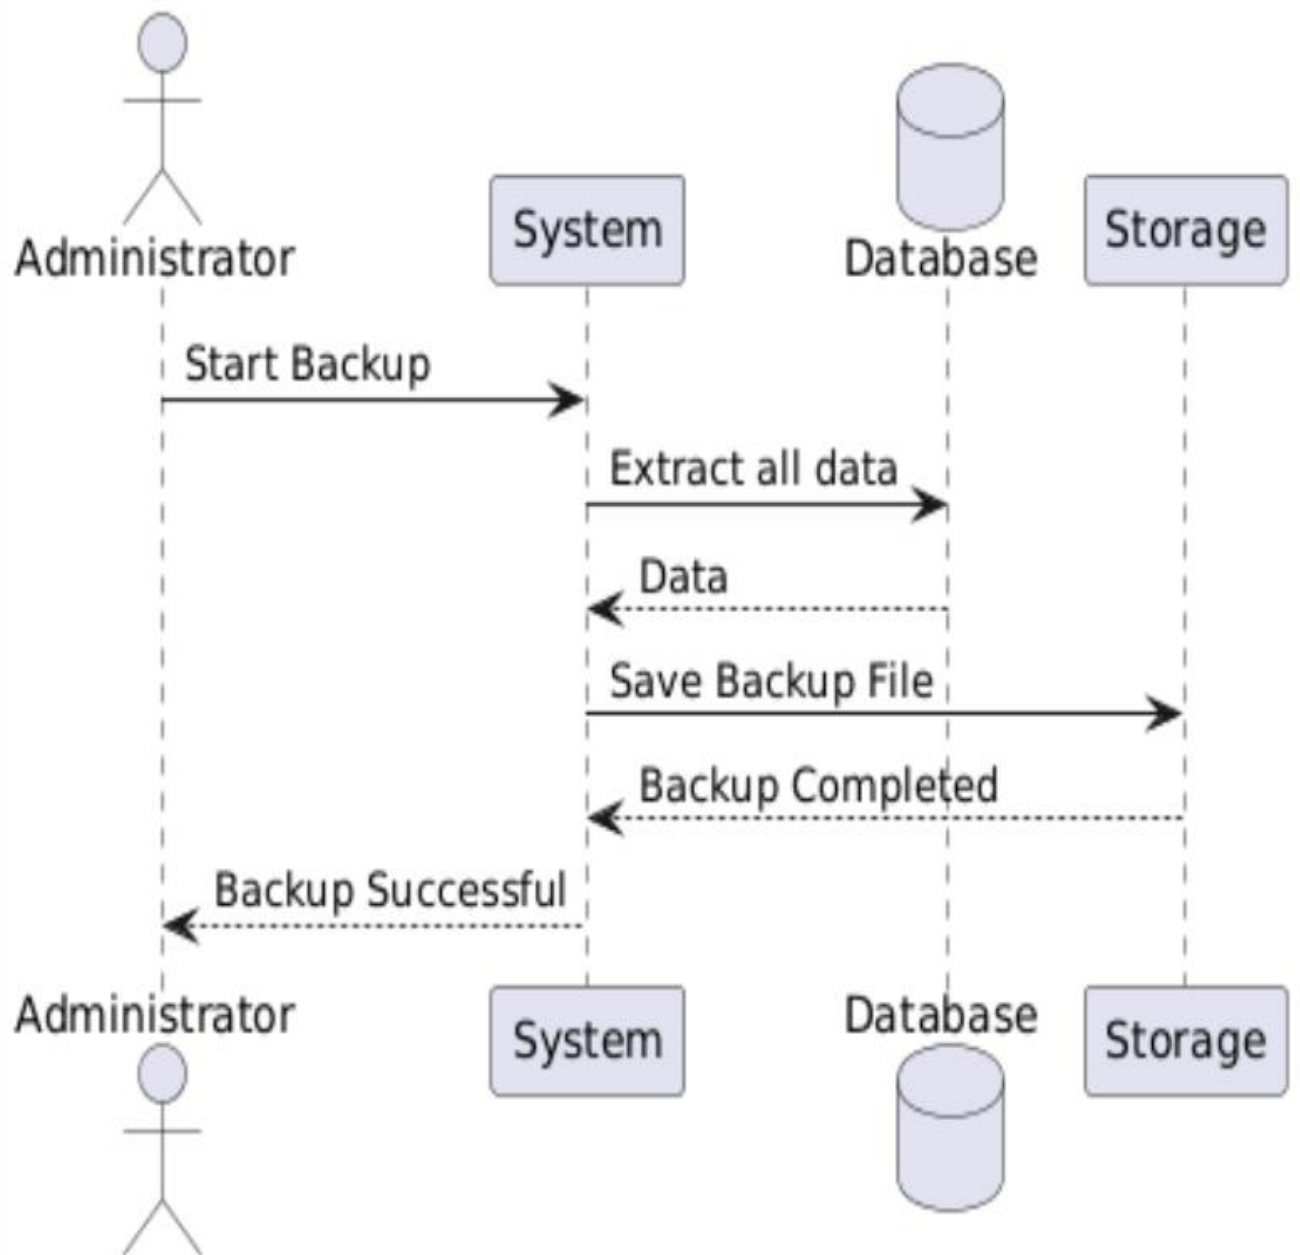 Administrator
System
Database
Storage
Start Backup
Extract all data
Data
Save Backup File
Backup Completed
Backup Successful
Administrator
System
Database
Storage